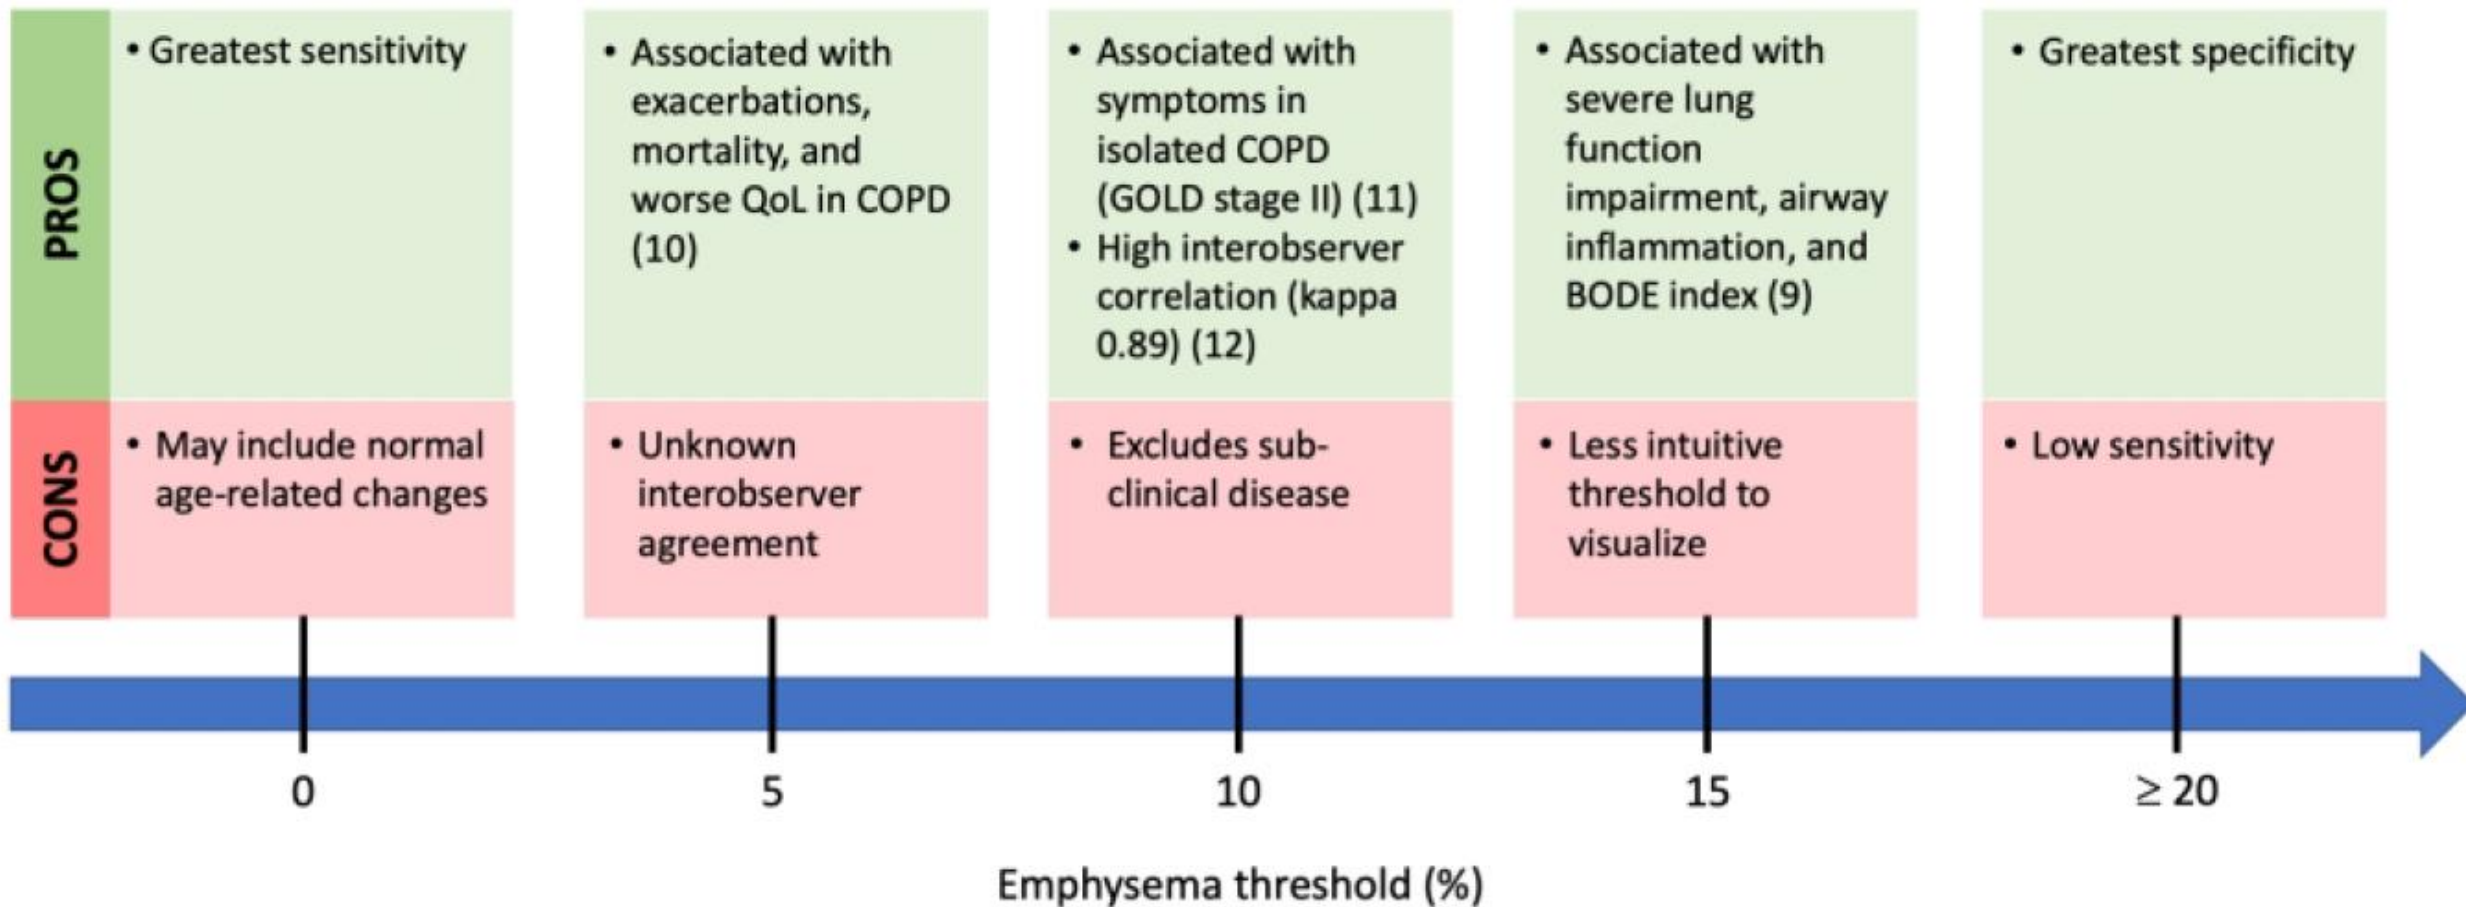 PROS
• Greatest sensitivity
• Associated with
exacerbations,
mortality, and
worse QoL in COPD
(10)
• Associated with
symptoms in
isolated COPD
(GOLD stage II) (11)
• High interobserver
correlation (kappa
0.89) (12)
• Associated with
severe lung
function
impairment, airway
inflammation, and
BODE index (9)
• Greatest specificity
CONS
• May include normal
age-related changes
• Unknown
interobserver
agreement
• Excludes sub-
clinical disease
• Less intuitive
threshold to
visualize
• Low sensitivity
0
5
10
15
≥ 20
Emphysema threshold (%)